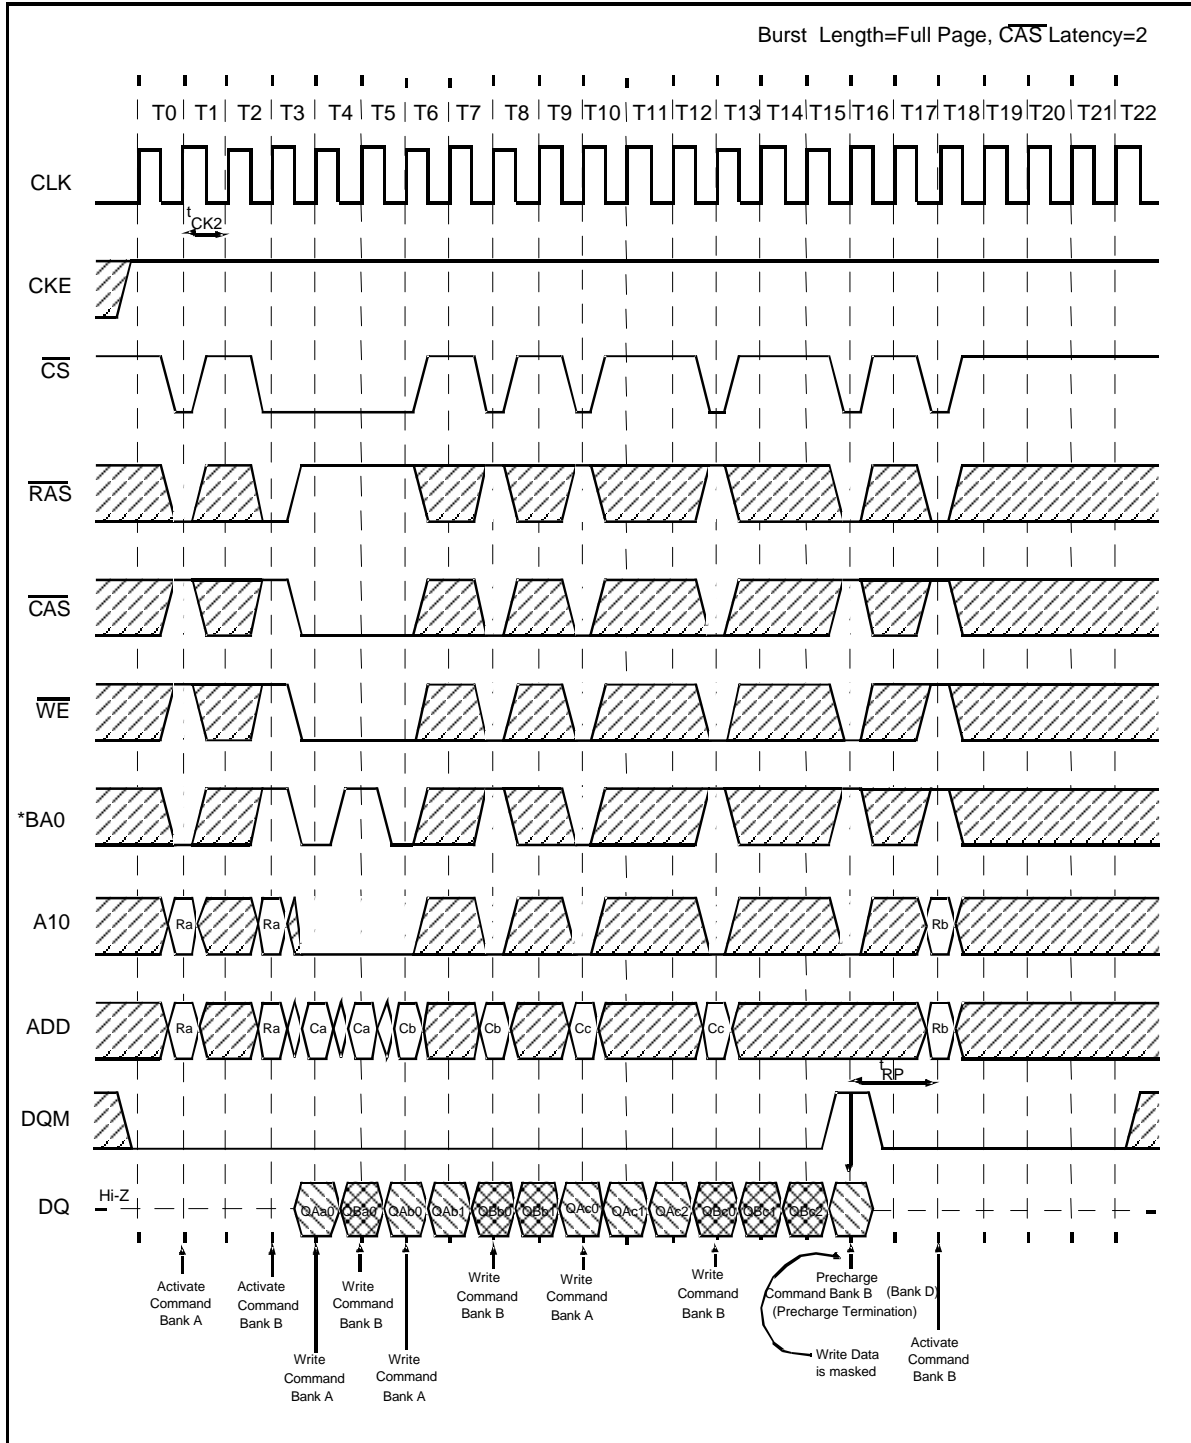 Burst Length=Full Page, CAS Latency=2
T0 T1 T2 T3 T4 T5 T6 T7 T8 T9 T10 T11 T12 T13 T14 T15 T16 T17 T18 T19 T20 T21 T22
CLK
tCK2
CKE
CS
RAS
CAS
WE
*BA0
A10 Ra Ra Rb
ADD Ra Ra Ca Ca Cb Cb Cc Cc Rb
tRP
DQM
DQ Hi-Z QAa0 QBa0 QAb0 QAb1 QBb0 QBb1 QAc0 QAc1 QAc2 QBc0 QBc1 QBc2
Activate
Command
Bank A
Activate
Command
Bank B
Write
Command
Bank A
Write
Command
Bank B
Write
Command
Bank A
Write
Command
Bank B
Write
Command
Bank A
Write
Command
Bank B
Precharge
Command Bank B (Bank D)
(Precharge Termination)
Write Data
is masked
Activate
Command
Bank B